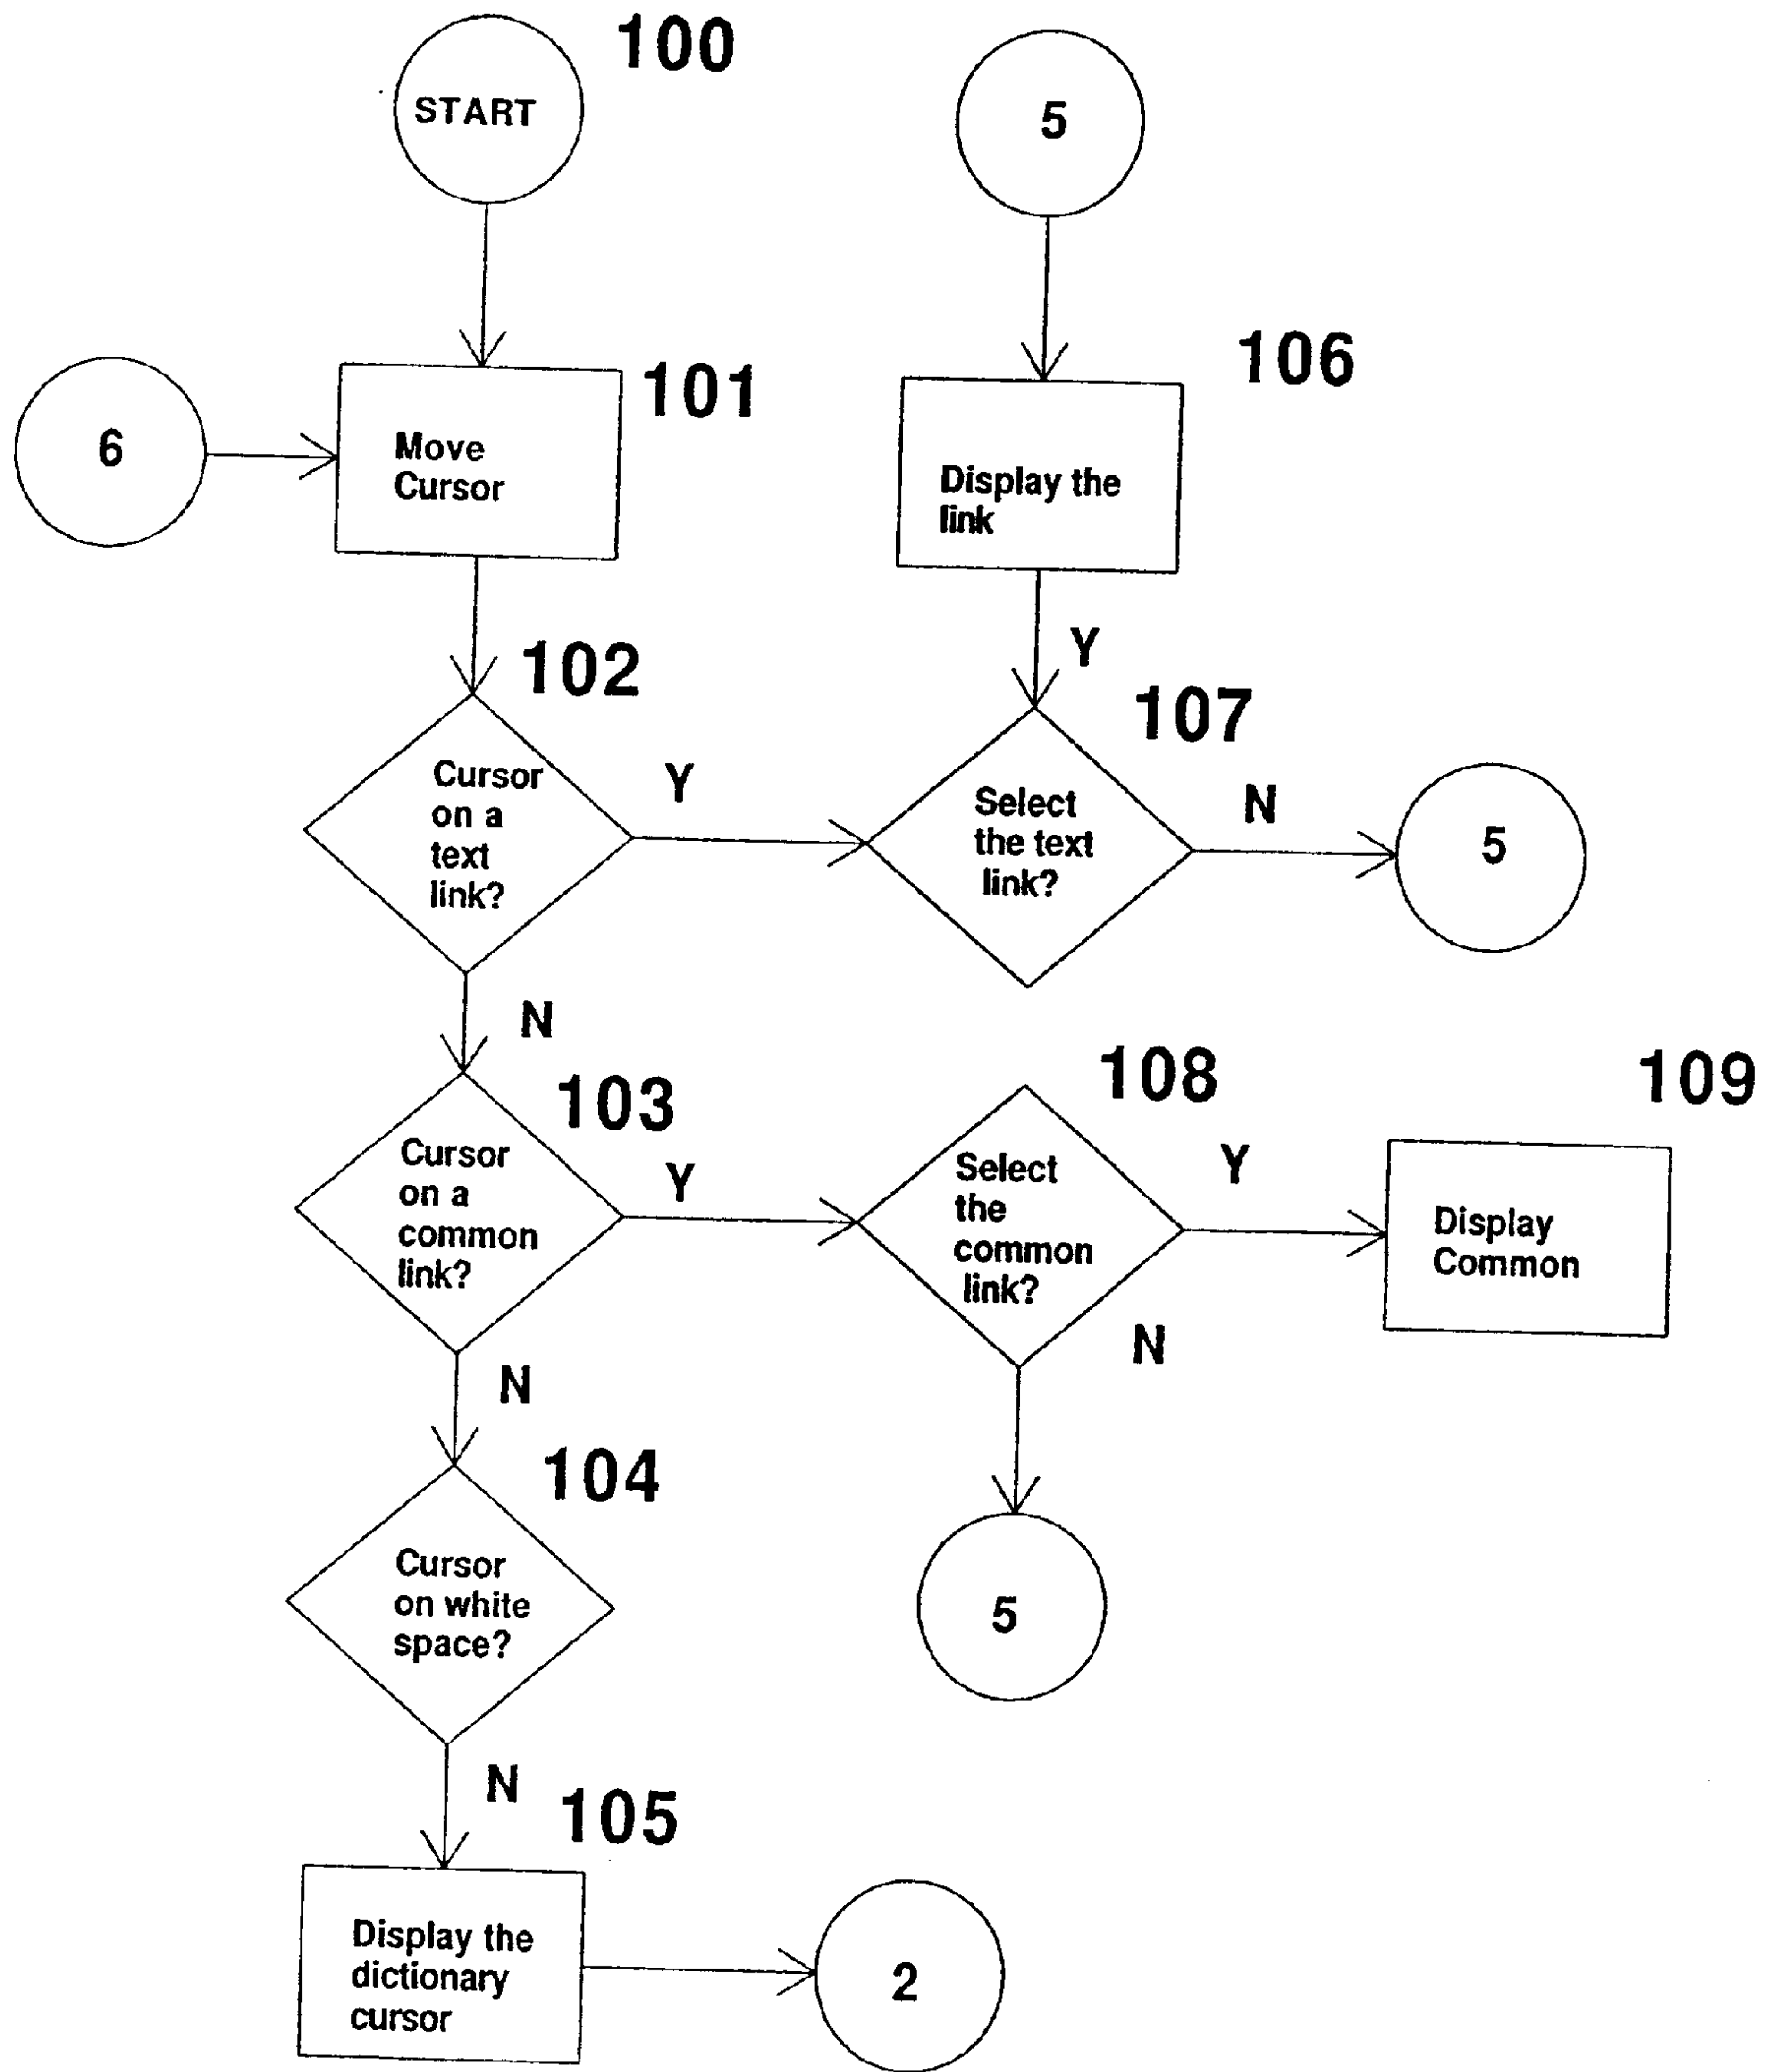 START
100
5
6
Move
Cursor
101
Display the
link
106
Y
102
Cursor
on a
text
link?
Y
107
Select
the text
link?
N
5
N
103
Cursor
on a
common
link?
Y
108
Select
the
common
link?
Y
109
Display
Common
N
5
N
104
Cursor
on white
space?
N
105
Display the
dictionary
cursor
2